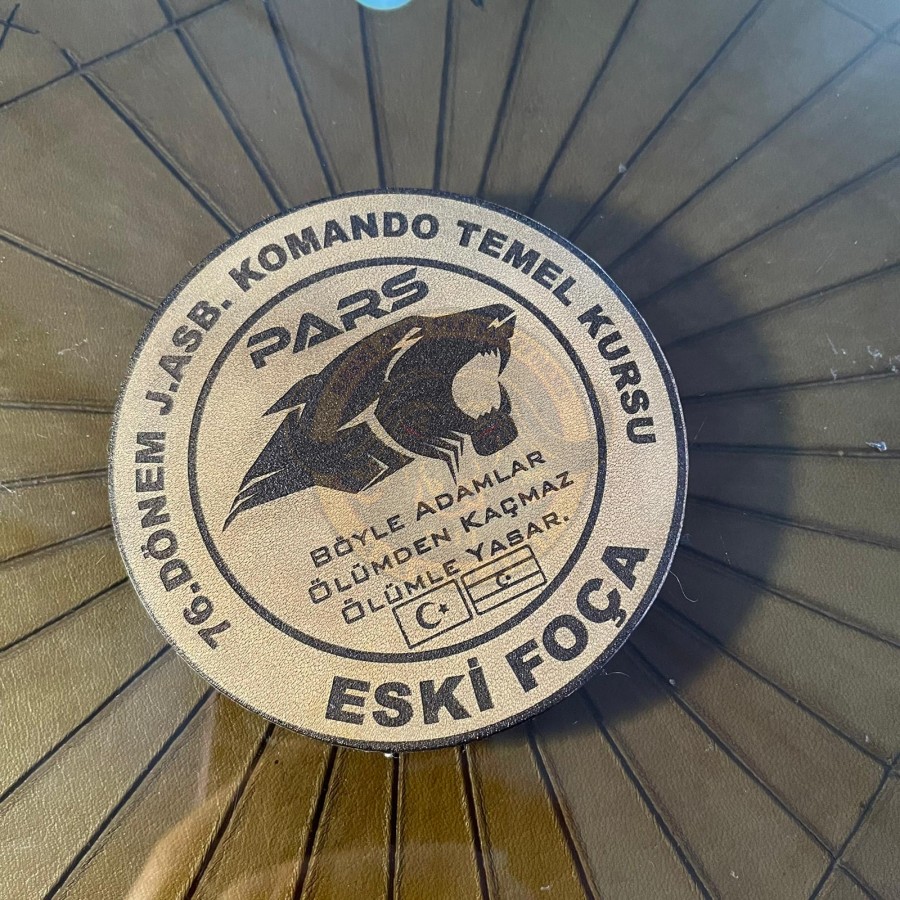 76.DÖNEM J.ASB. KOMANDO TEMEL KURSU
PARS
BÖYLE ADAMLAR
ÖLÜMDEN KAÇMAZ
ÖLÜMLE YAŞAR.
ESKİ FOÇA